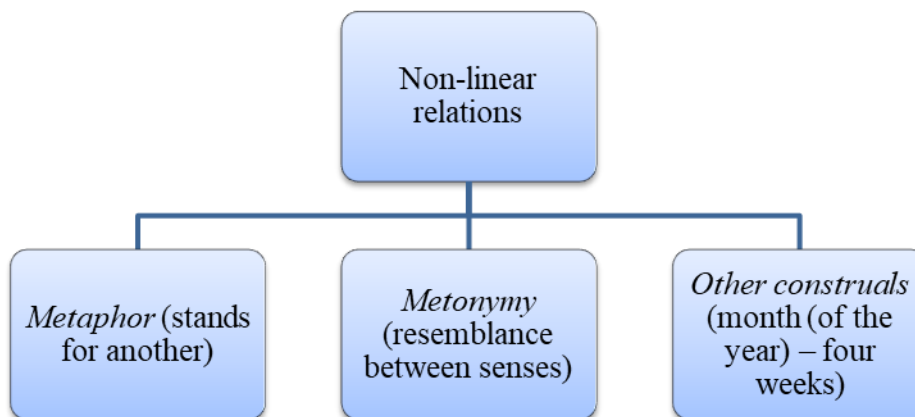 Non-linear
relations
Metaphor (stands
for another)
Metonymy
(resemblance
between senses)
Other construals
(month (of the
year) – four
weeks)